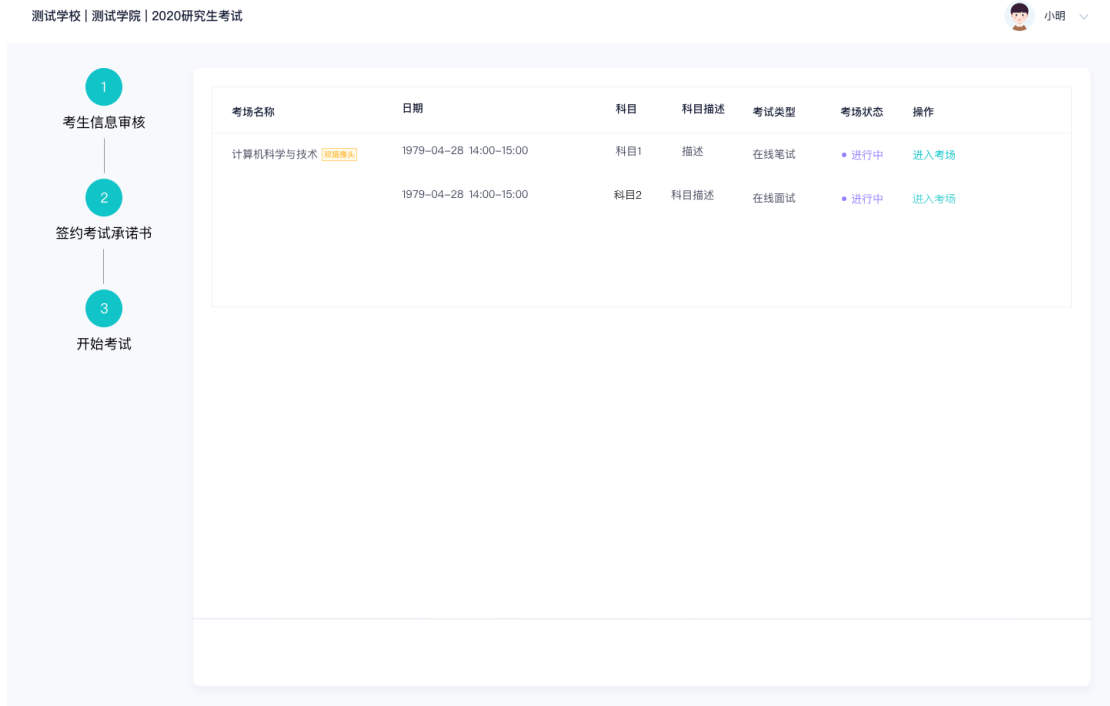 测试学校 | 测试学院 | 2020研究生考试 小明
1
考生信息审核
2
签约考试承诺书
3
开始考试
考场名称 日期 科目 科目描述 考试类型 考场状态 操作
计算机科学与技术 双摄像头 1979-04-28 14:00-15:00 科目1 描述 在线笔试 进行中 进入考场
1979-04-28 14:00-15:00 科目2 科目描述 在线面试 进行中 进入考场